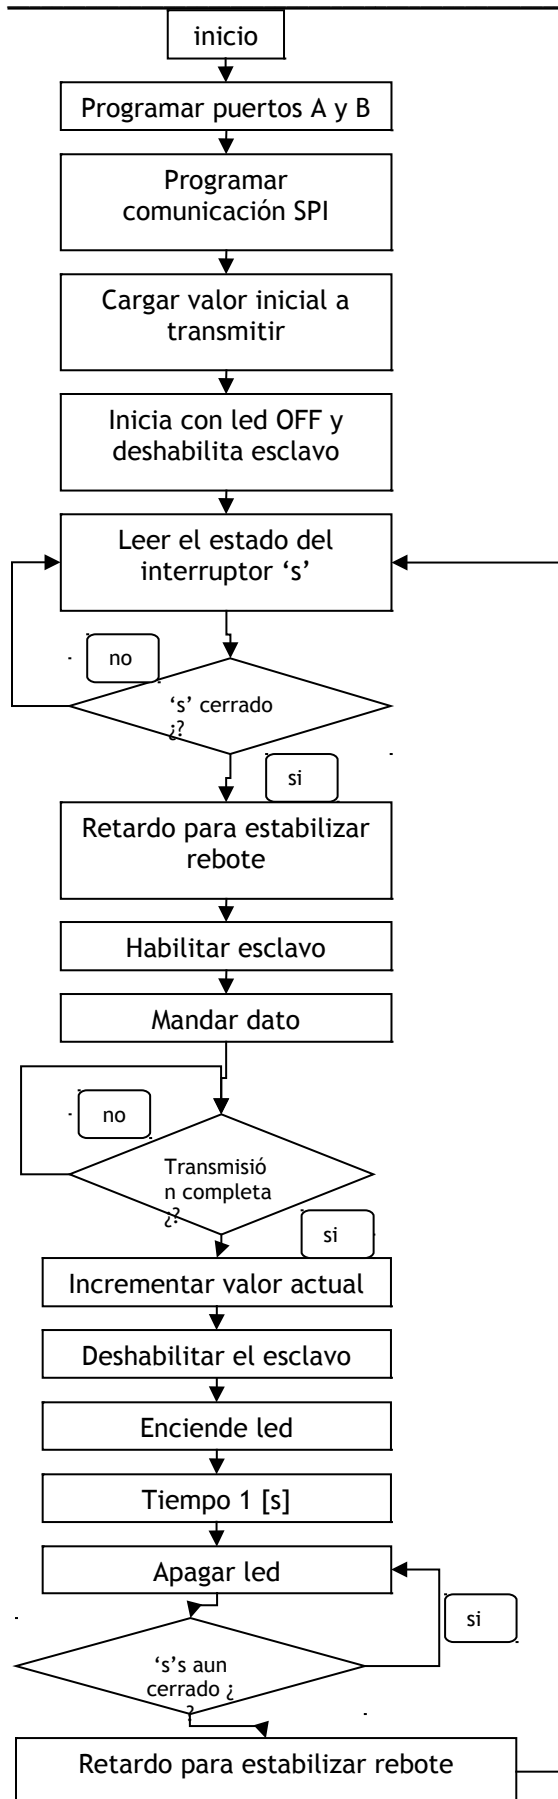 inicio
Programar puertos A y B
Programar
comunicación SPI
Cargar valor inicial a
transmitir
Inicia con led OFF y
deshabilita esclavo
Leer el estado del
interruptor ‘s’
no
‘s’ cerrado
¿?
si
Retardo para estabilizar
rebote
Habilitar esclavo
Mandar dato
no
Transmisió
n completa
¿?
si
Incrementar valor actual
Deshabilitar el esclavo
Enciende led
Tiempo 1 [s]
Apagar led
si
‘s’s aun
cerrado ¿
?
Retardo para estabilizar rebote